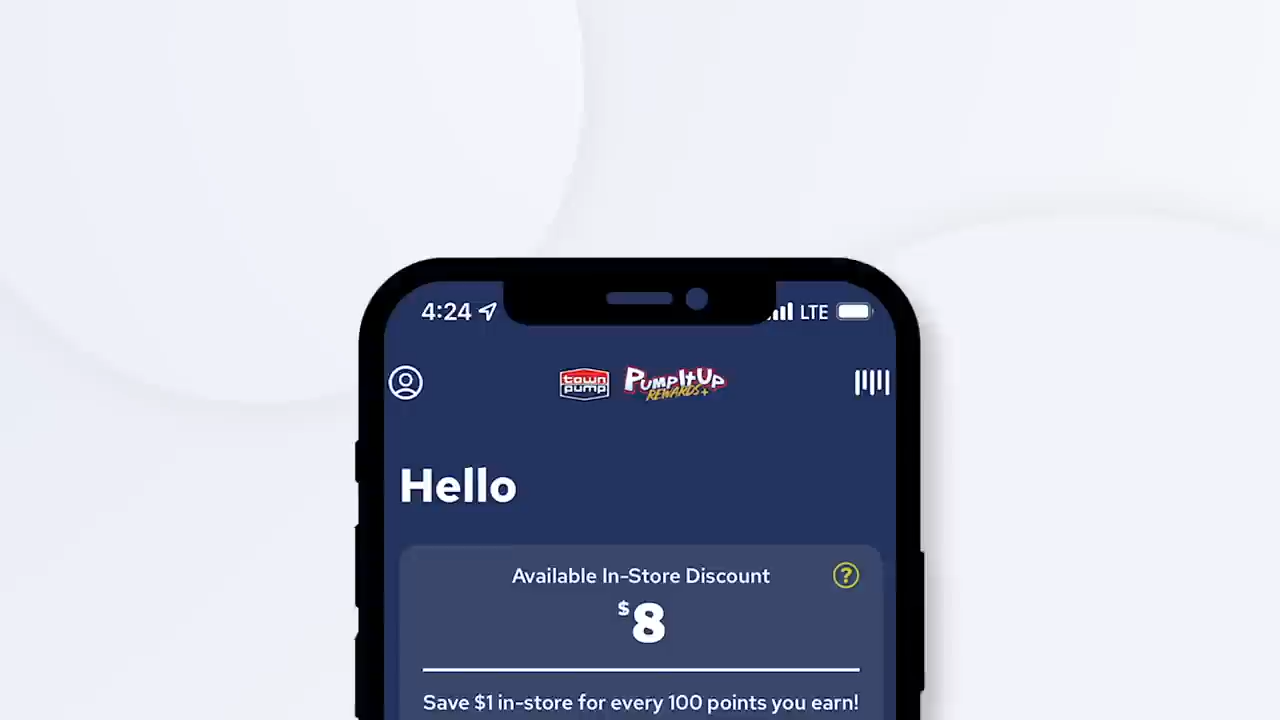 4:24 LTE
town pump PumpItUp REWARDS+
Hello
Available In-Store Discount ?
$8
Save $1 in-store for every 100 points you earn!